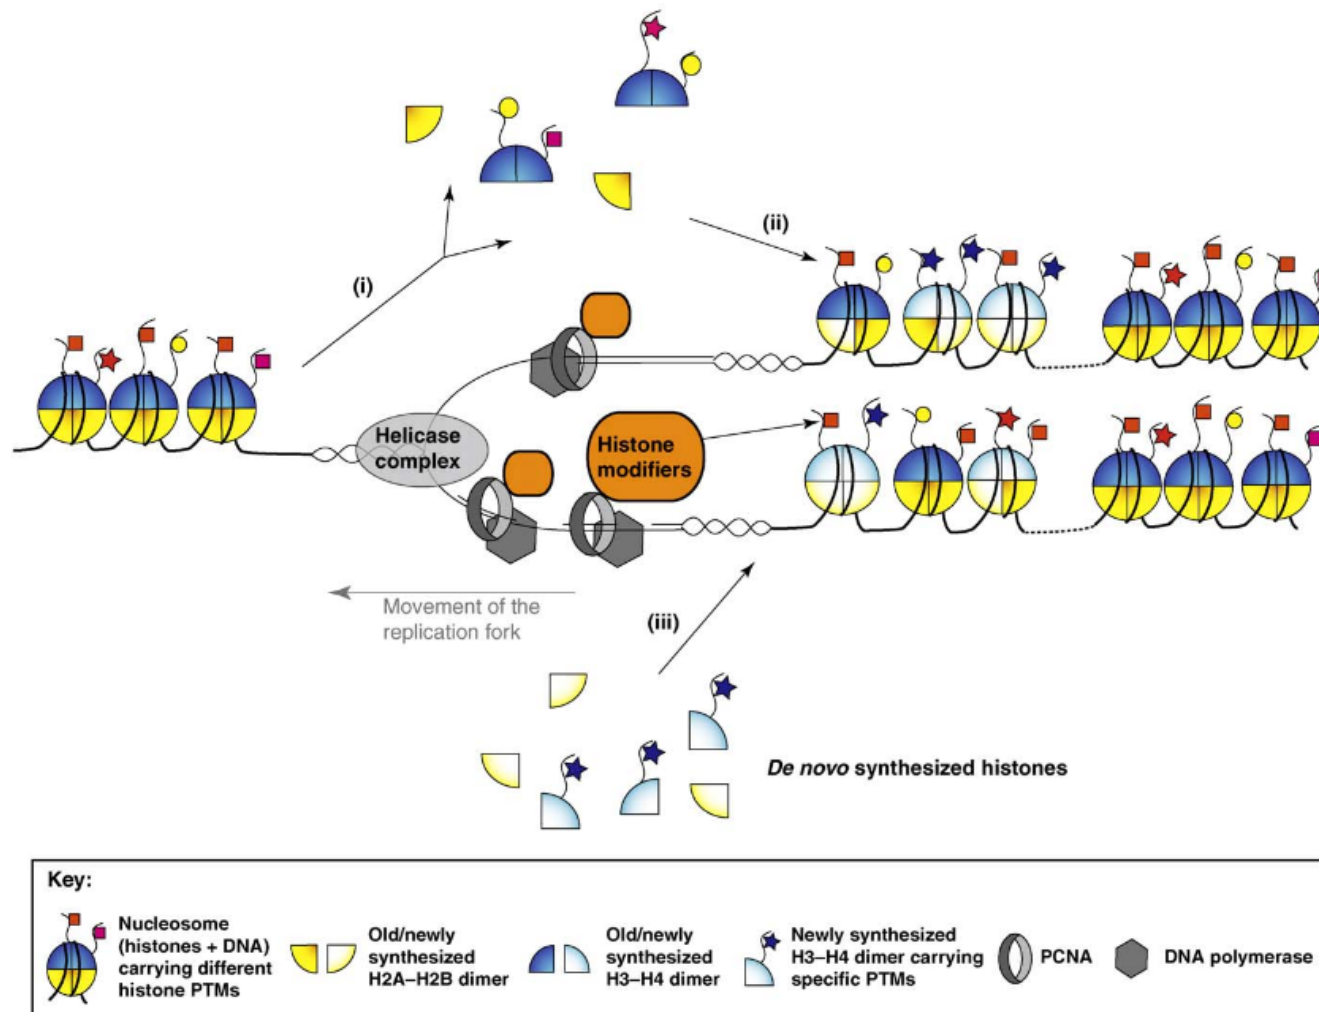 (i)
(ii)
Helicase
complex
Histone
modifiers
Movement of the
replication fork
(iii)
De novo synthesized histones
Key:
Nucleosome
(histones + DNA)
carrying different
histone PTMs
Old/newly
synthesized
H2A–H2B dimer
Old/newly
synthesized
H3–H4 dimer
Newly synthesized
H3–H4 dimer carrying
specific PTMs
PCNA
DNA polymerase